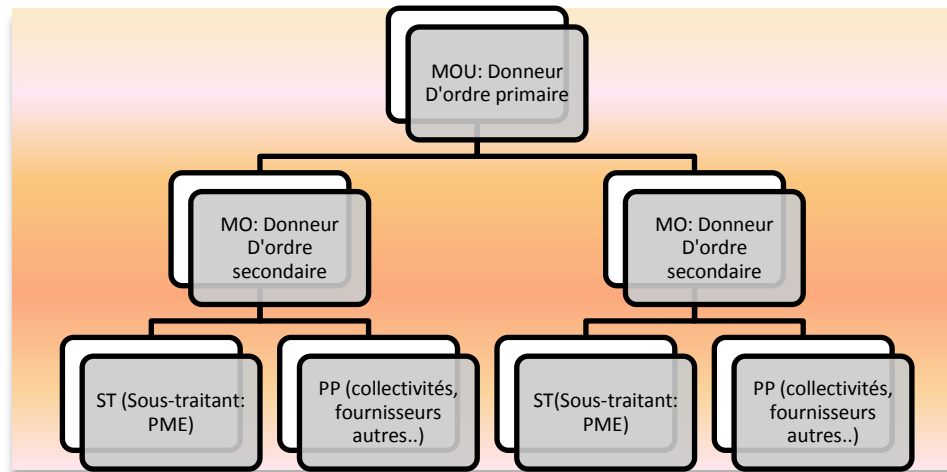 MOU: Donneur
D'ordre primaire
MO: Donneur
D'ordre
secondaire
MO: Donneur
D'ordre
secondaire
ST (Sous-traitant:
PME)
PP (collectivités,
fournisseurs
autres..)
ST(Sous-traitant:
PME)
PP (collectivités,
fournisseurs
autres..)